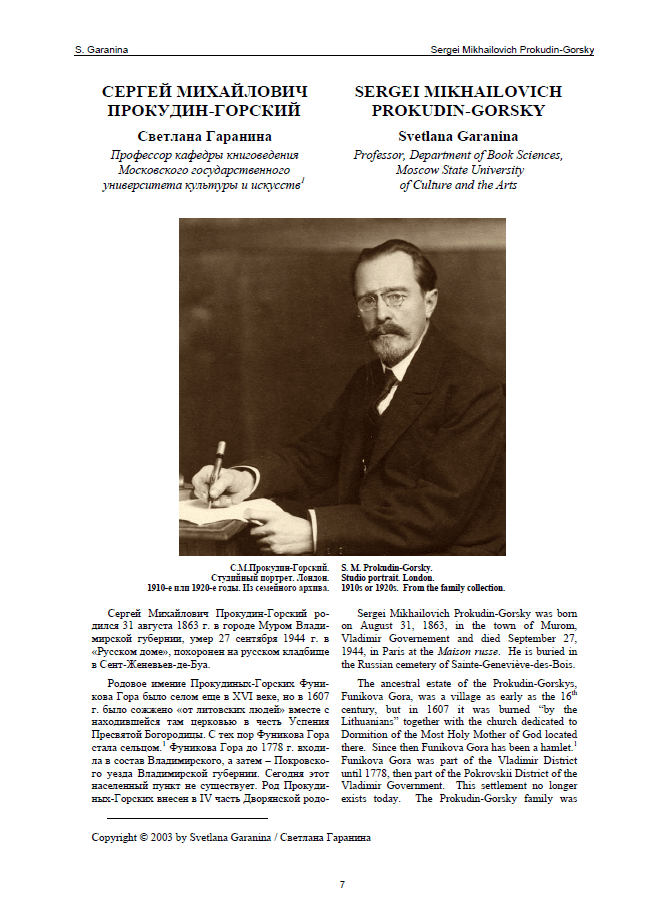 S. Garanina
Sergei Mikhailovich Prokudin-Gorsky
СЕРГЕЙ МИХАЙЛОВИЧ
ПРОКУДИН-ГОРСКИЙ
Светлана Гаранина
Профессор кафедры книговедения
Московского государственного
университета культуры и искусств1
SERGEI MIKHAILOVICH
PROKUDIN-GORSKY
Svetlana Garanina
Professor, Department of Book Sciences,
Moscow State University
of Culture and the Arts
С.М.Прокудин-Горский.
Студийный портрет. Лондон.
1910-е или 1920-е годы. Из семейного архива.
S. M. Prokudin-Gorsky.
Studio portrait. London.
1910s or 1920s. From the family collection.
Сергей Михайлович Прокудин-Горский ро-
дился 31 августа 1863 г. в городе Муром Влади-
мирской губернии, умер 27 сентября 1944 г. в
«Русском доме», похоронен на русском кладбище
в Сент-Женевьев-де-Буа.
Родовое имение Прокудиных-Горских Фуни-
кова Гора было селом еще в XVI веке, но в 1607
г. было сожжено «от литовских людей» вместе с
находившейся там церковью в честь Успения
Пресвятой Богородицы. С тех пор Фуникова Гора
стала сельцом.1 Фуникова Гора до 1778 г. входи-
ла в состав Владимирского, а затем – Покровско-
го уезда Владимирской губернии. Сегодня этот
населенный пункт не существует. Род Прокуди-
ных-Горских внесен в IV часть Дворянской родо-
Sergei Mikhailovich Prokudin-Gorsky was born
on August 31, 1863, in the town of Murom,
Vladimir Governement and died September 27,
1944, in Paris at the Maison russe. He is buried in
the Russian cemetery of Sainte-Geneviève-des-Bois.
The ancestral estate of the Prokudin-Gorskys,
Funikova Gora, was a village as early as the 16th
century, but in 1607 it was burned “by the
Lithuanians” together with the church dedicated to
Dormition of the Most Holy Mother of God located
there. Since then Funikova Gora has been a hamlet.1
Funikova Gora was part of the Vladimir District
until 1778, then part of the Pokrovskii District of the
Vladimir Government. This settlement no longer
exists today. The Prokudin-Gorsky family was
Copyright © 2003 by Svetlana Garanina / Светлана Гаранина
7